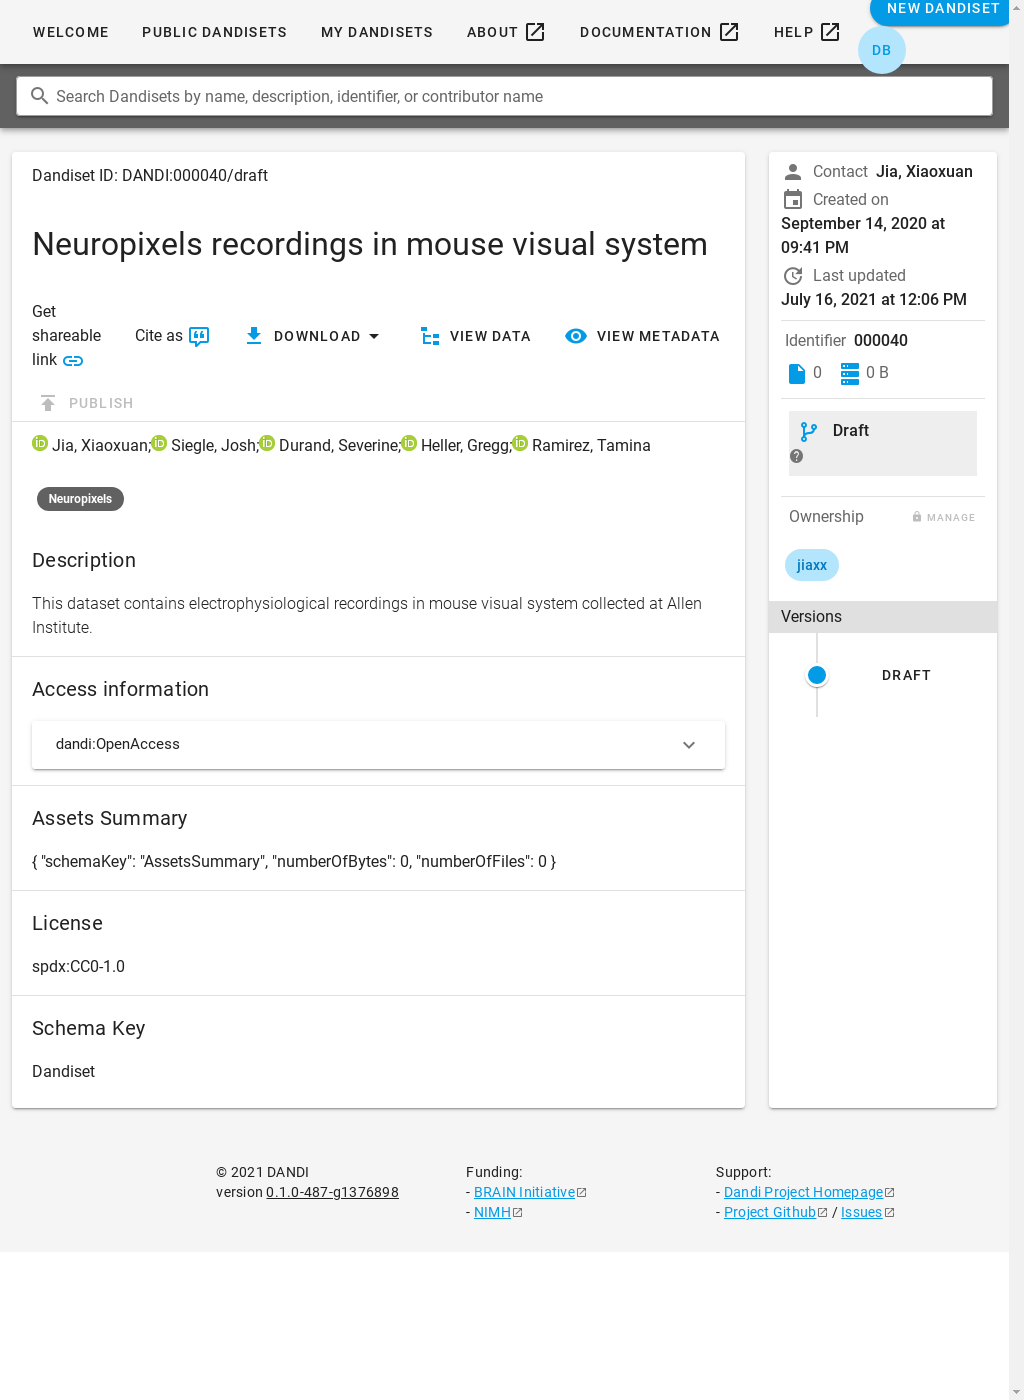 WELCOME PUBLIC DANDISETS MY DANDISETS ABOUT DOCUMENTATION HELP NEW DANDISET
DB
Search Dandisets by name, description, identifier, or contributor name
Dandiset ID: DANDI:000040/draft
Neuropixels recordings in mouse visual system
Get shareable link
Cite as
DOWNLOAD
VIEW DATA
VIEW METADATA
PUBLISH
Jia, Xiaoxuan; Siegle, Josh; Durand, Severine; Heller, Gregg; Ramirez, Tamina
Neuropixels
Description
This dataset contains electrophysiological recordings in mouse visual system collected at Allen
Institute.
Access information
dandi:OpenAccess
Assets Summary
{ "schemaKey": "AssetsSummary", "numberOfBytes": 0, "numberOfFiles": 0 }
License
spdx:CC0-1.0
Schema Key
Dandiset
Contact Jia, Xiaoxuan
Created on
September 14, 2020 at
09:41 PM
Last updated
July 16, 2021 at 12:06 PM
Identifier 000040
0 0 B
Draft
Ownership MANAGE
jiaxx
Versions
DRAFT
© 2021 DANDI
version 0.1.0-487-g1376898
Funding:
- BRAIN Initiative
- NIMH
Support:
- Dandi Project Homepage
- Project Github / Issues